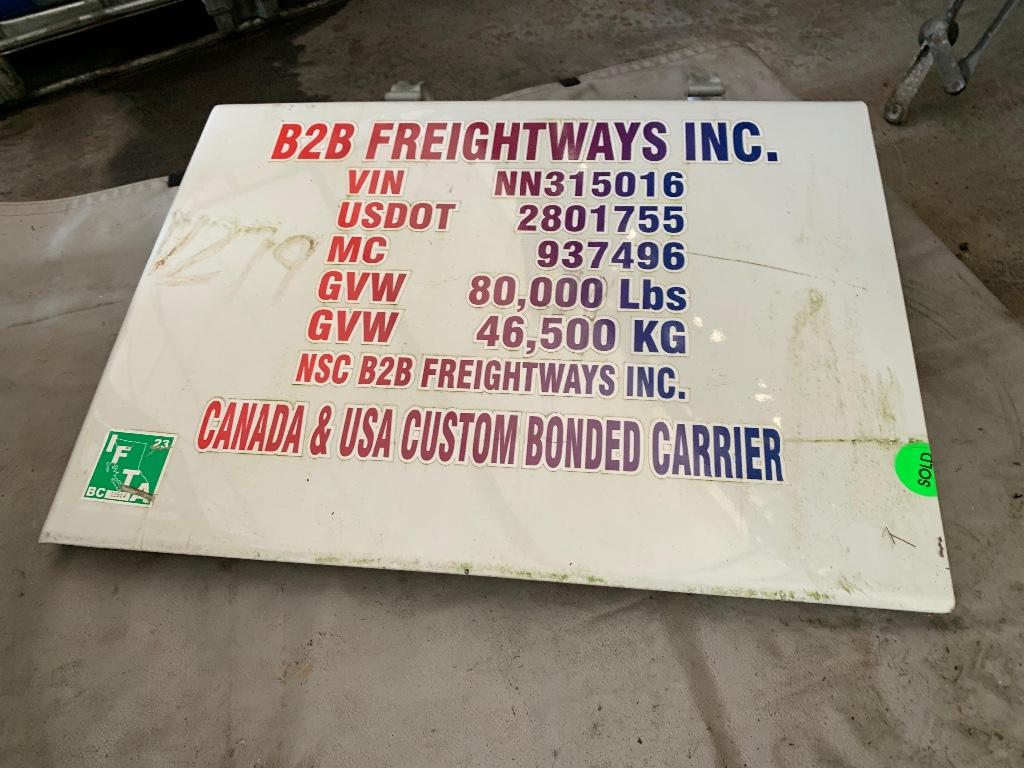 B2B FREIGHTWAYS INC.
VIN NN315016
USDOT 2801755
MC 937496
GVW 80,000 Lbs
GVW 46,500 KG
NSC B2B FREIGHTWAYS INC.
CANADA & USA CUSTOM BONDED CARRIER
1279
IFTA
23
BC
SOLD